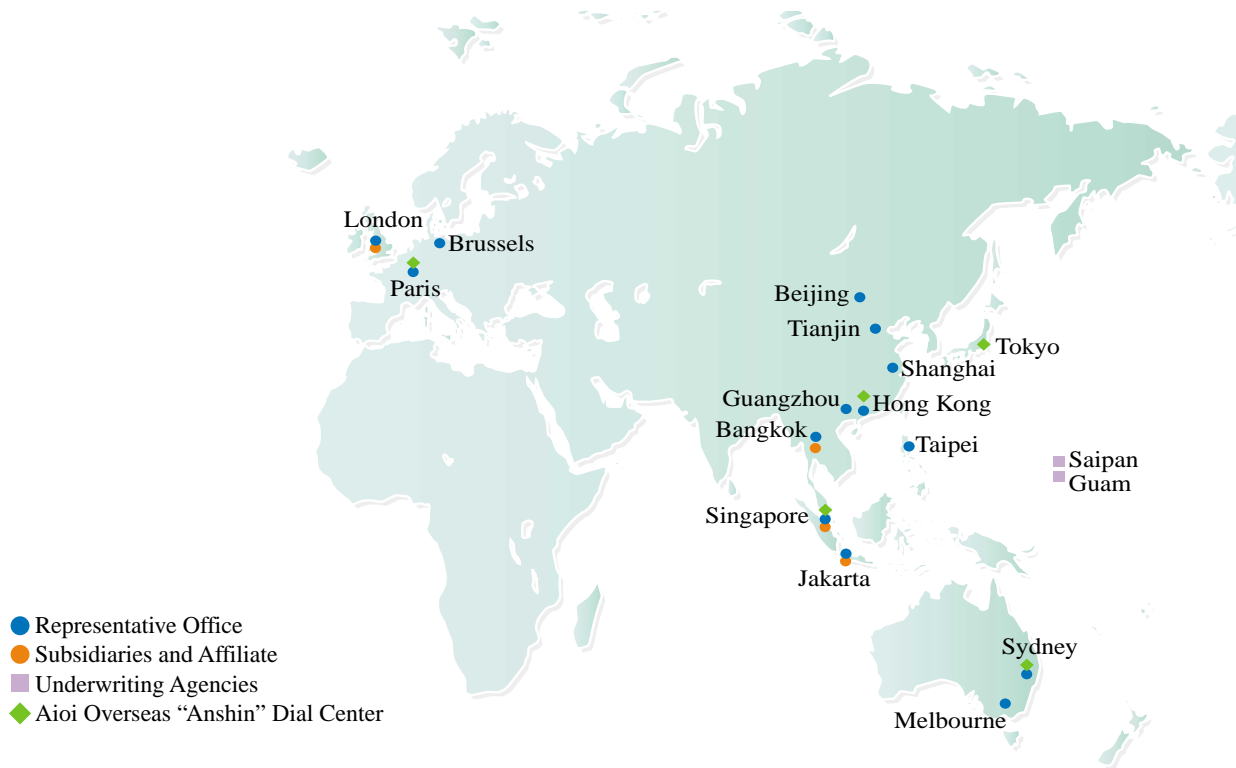 London
Brussels
Paris
Beijing
Tianjin
Tokyo
Shanghai
Guangzhou
Hong Kong
Bangkok
Taipei
Saipan
Guam
Singapore
Jakarta
Representative Office
Subsidiaries and Affiliate
Underwriting Agencies
Aioi Overseas “Anshin” Dial Center
Sydney
Melbourne